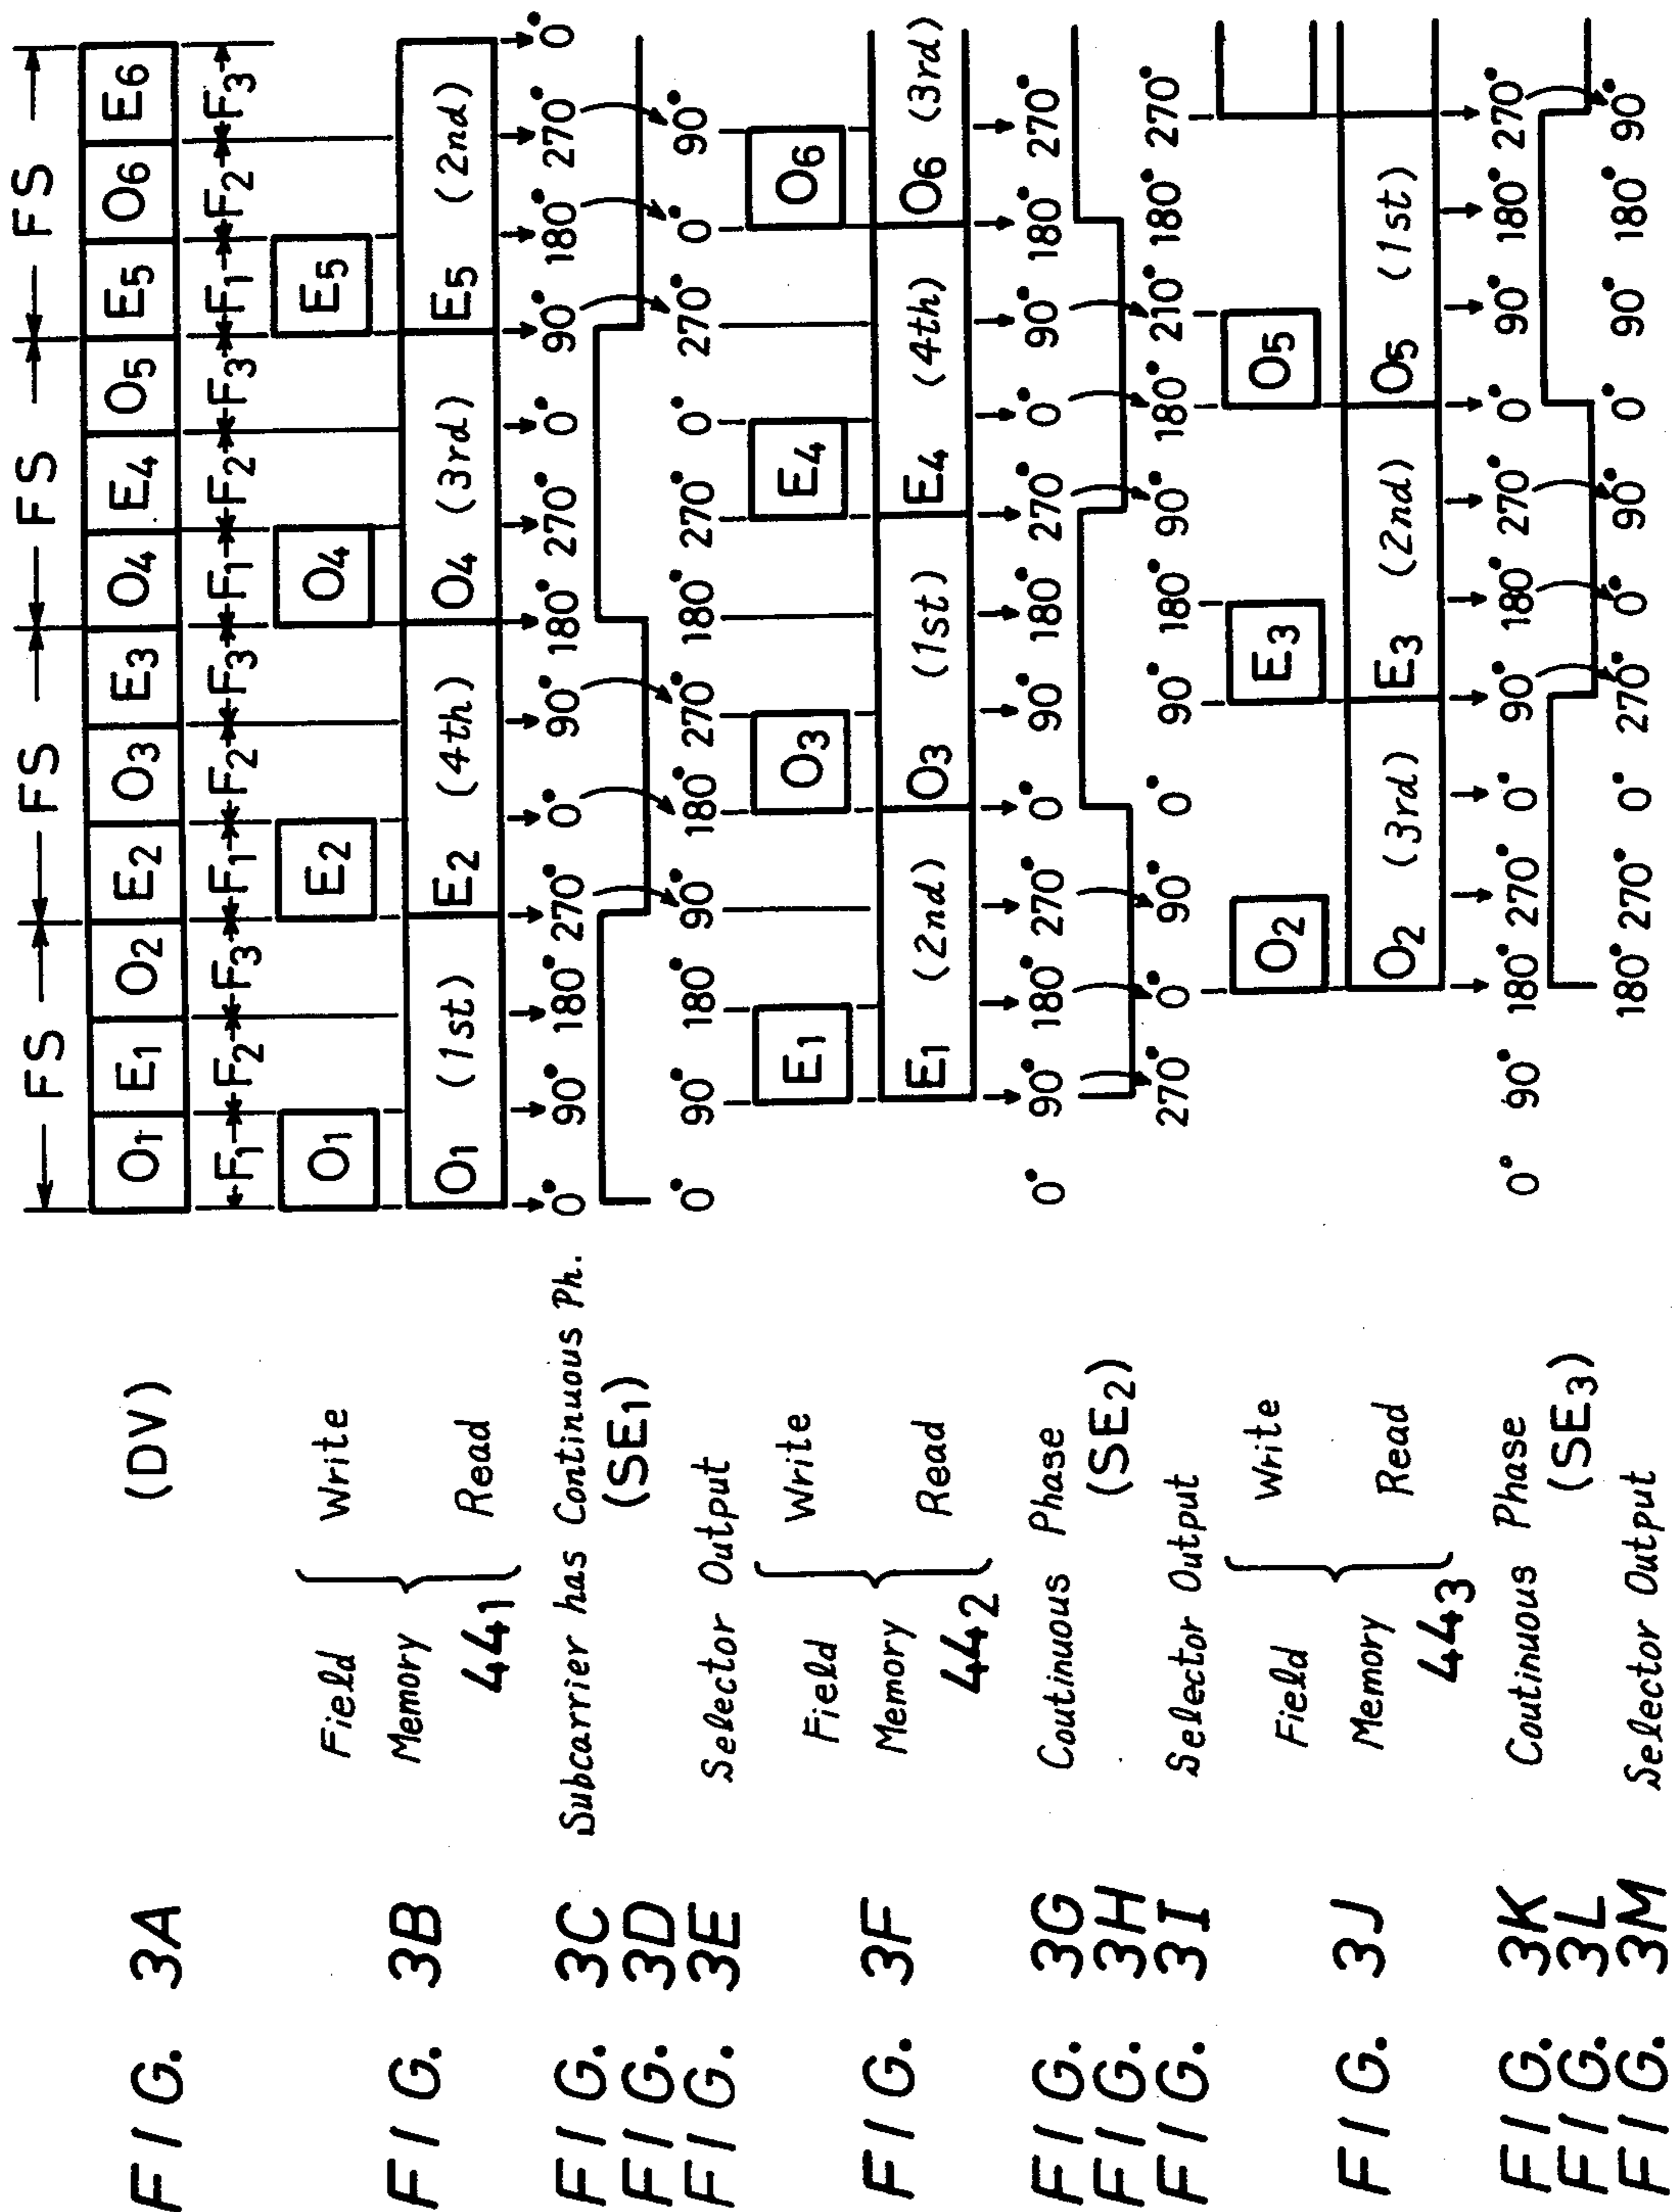 FS FS FS FS
FIG. 3A (DV) O1 E1 O2 E2 O3 E3 O4 E4 O5 E5 O6 E6
F1 F2 F3 F1 F2 F3 F1 F2 F3 F1 F2 F3
Field Write O1 E2 O4 E5
FIG. 3B Memory
441 Read O1 (1st) E2 (4th) O4 (3rd) E5 (2nd)
FIG. 3C Subcarrier has Continuous Ph. 0° 90° 180° 270° 0° 90° 180° 270° 0° 90° 180° 270° 0°
FIG. 3D (SE1)
FIG. 3E Selector Output 0° 90° 180° 90° 180° 270° 180° 270° 0° 270° 0° 90°
Field Write E1 O3 E4 O6
FIG. 3F Memory
442 Read E1 (2nd) O3 (1st) E4 (4th) O6 (3rd)
FIG. 3G Coutinuous Phase 0° 90° 180° 270° 0° 90° 180° 270° 0° 90° 180° 270°
FIG. 3H (SE2)
FIG. 3I Selector Output 270° 0° 90° 0° 90° 180° 90° 180° 210° 180° 270°
Field Write O2 E3 O5
FIG. 3J Memory
443 Read O2 (3rd) E3 (2nd) O5 (1st)
FIG. 3K Coutinuous Phase 0° 90° 180° 270° 0° 90° 180° 270° 0° 90° 180° 270°
FIG. 3L (SE3)
FIG. 3M Selector Output 180° 270° 0° 270° 0° 90° 0° 90° 180° 90°